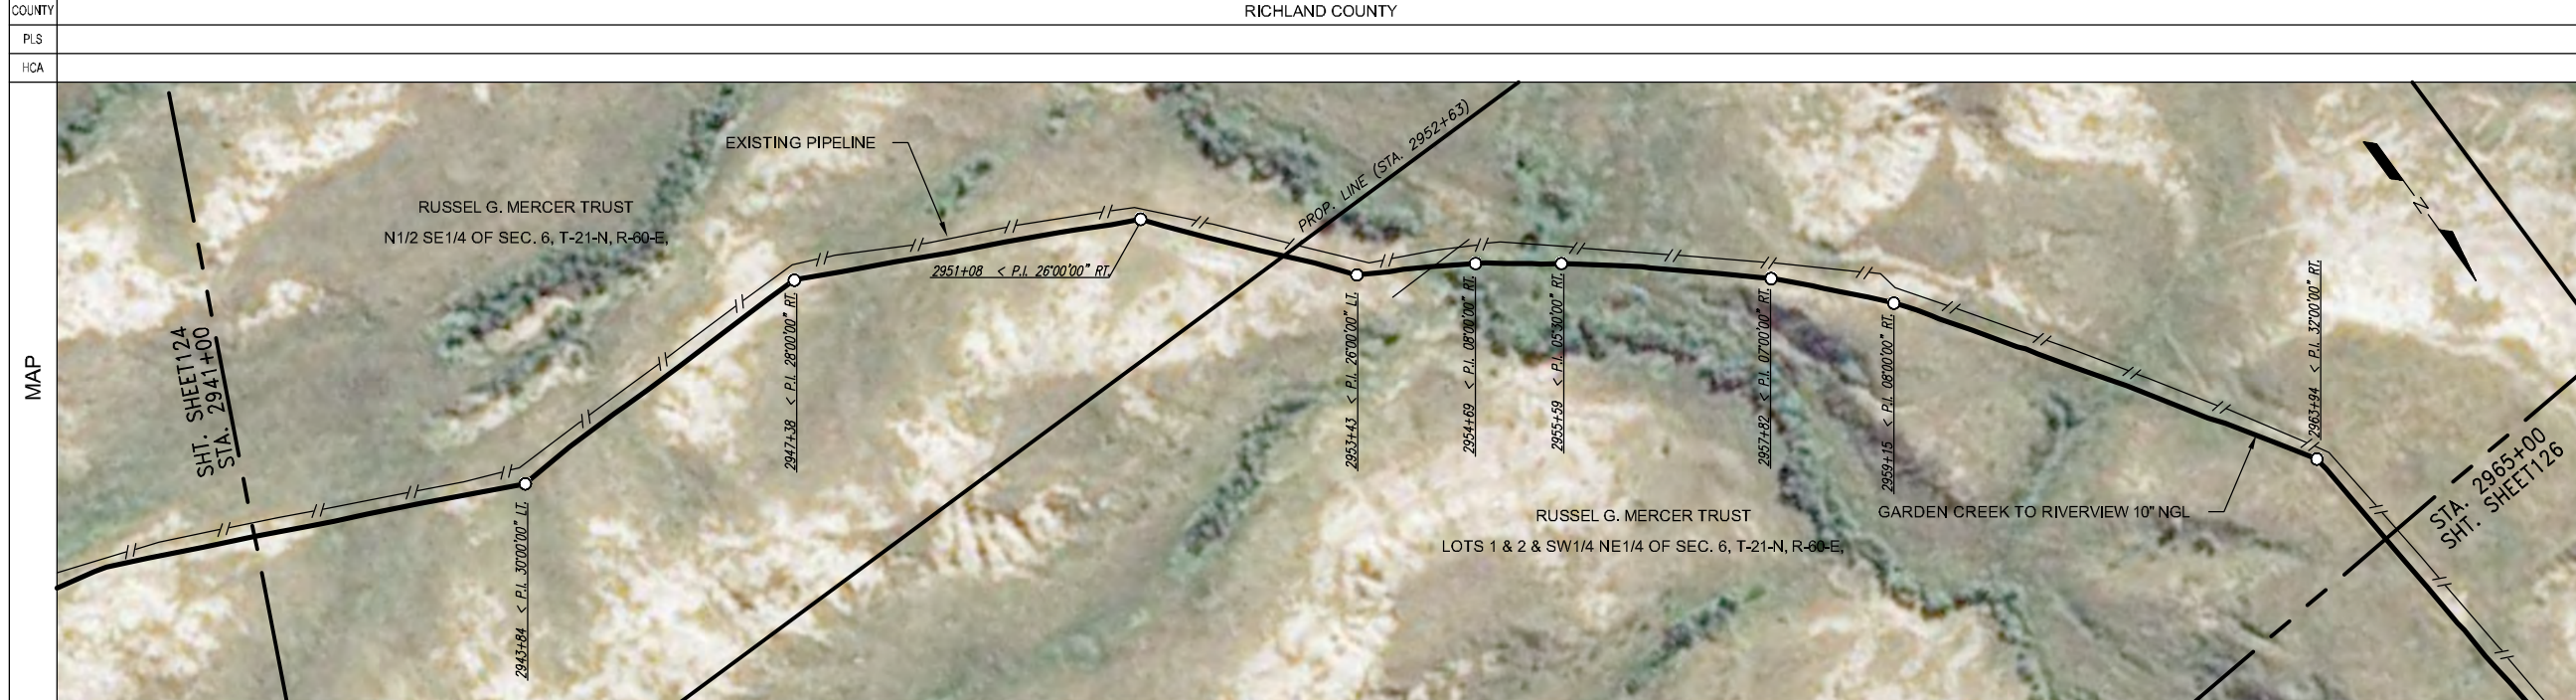 COUNTY
RICHLAND COUNTY
PLS
HCA
MAP
SHT. SHEET124
STA. 2941+00
RUSSEL G. MERCER TRUST
N1/2 SE1/4 OF SEC. 6, T-21-N, R-60-E,
EXISTING PIPELINE
2943+84 < P.I. 30°00'00" LT.
2947+38 < P.I. 28°00'00" RT.
2951+08 < P.I. 26°00'00" RT.
PROP. LINE (STA. 2952+63)
2953+43 < P.I. 26°00'00" LT.
2954+69 < P.I. 08°00'00" RT.
2955+59 < P.I. 05°30'00" RT.
2957+82 < P.I. 07°00'00" RT.
2959+15 < P.I. 08°00'00" RT.
2963+94 < P.I. 32°00'00" RT.
N
RUSSEL G. MERCER TRUST
LOTS 1 & 2 & SW1/4 NE1/4 OF SEC. 6, T-21-N, R-60-E,
GARDEN CREEK TO RIVERVIEW 10" NGL
STA. 2965+00
SHT. SHEET126